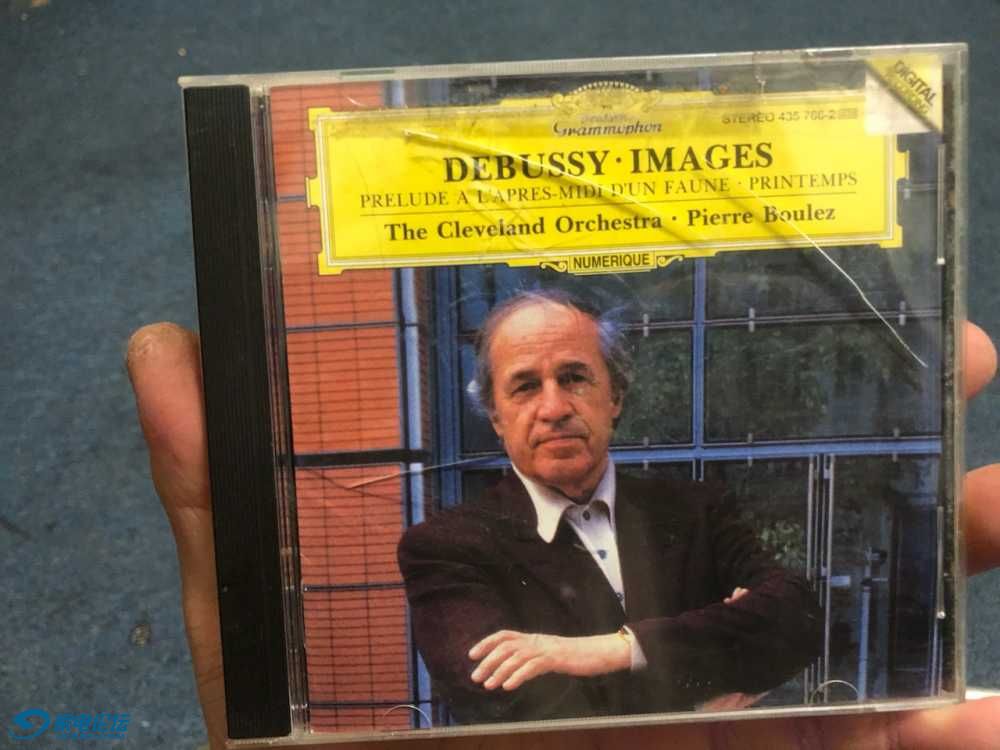 DIGITAL
Deutsche
Grammophon
STEREO 435 766-2
DEBUSSY · IMAGES
PRELUDE A L'APRES-MIDI D'UN FAUNE · PRINTEMPS
The Cleveland Orchestra · Pierre Boulez
NUMERIQUE